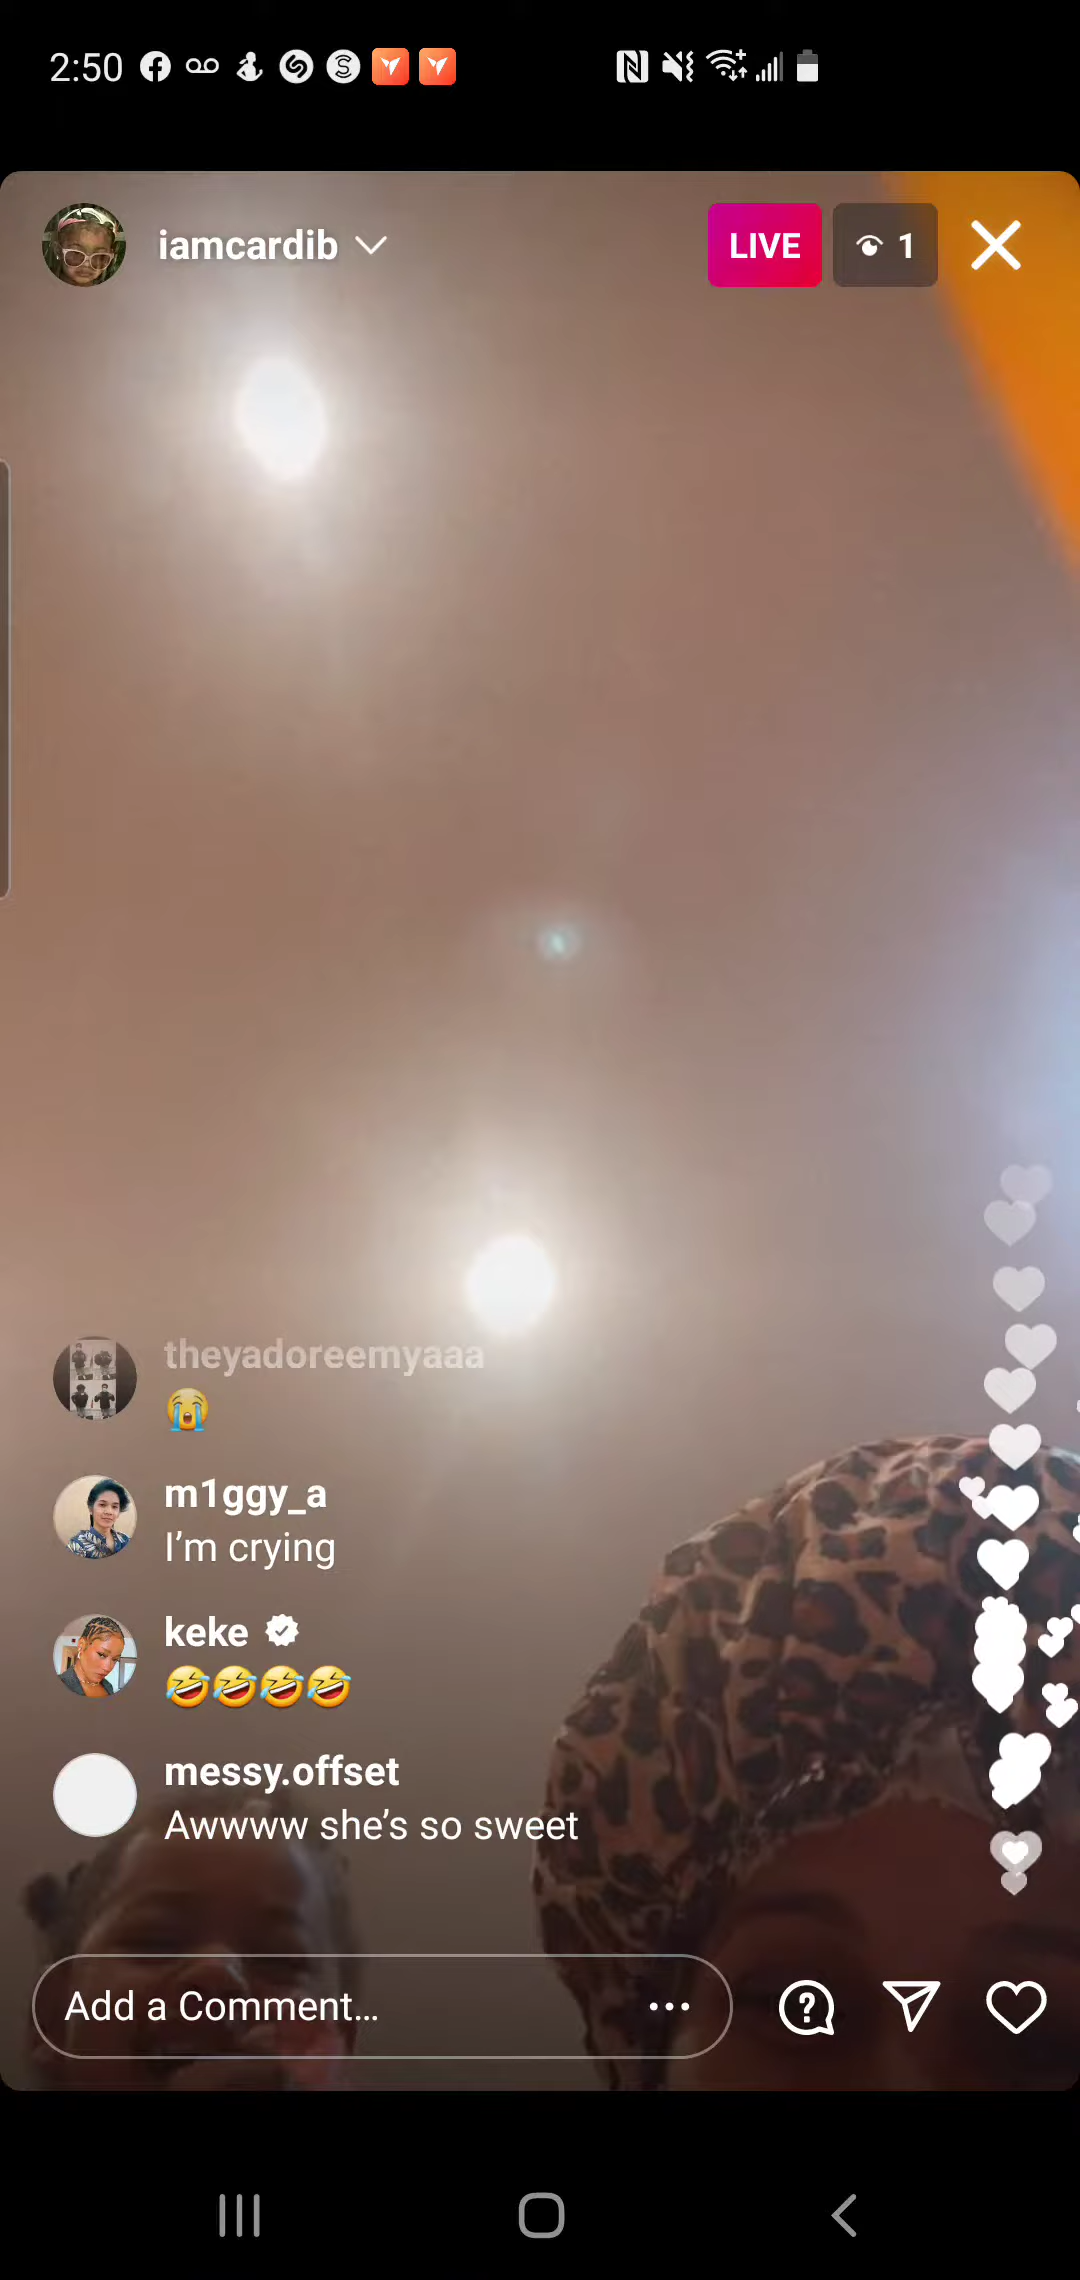 2:50
iamcardib
LIVE
1
theyadoreemyaaa
😭
m1ggy_a
I’m crying
keke
🤣🤣🤣🤣
messy.offset
Awwww she’s so sweet
Add a Comment...